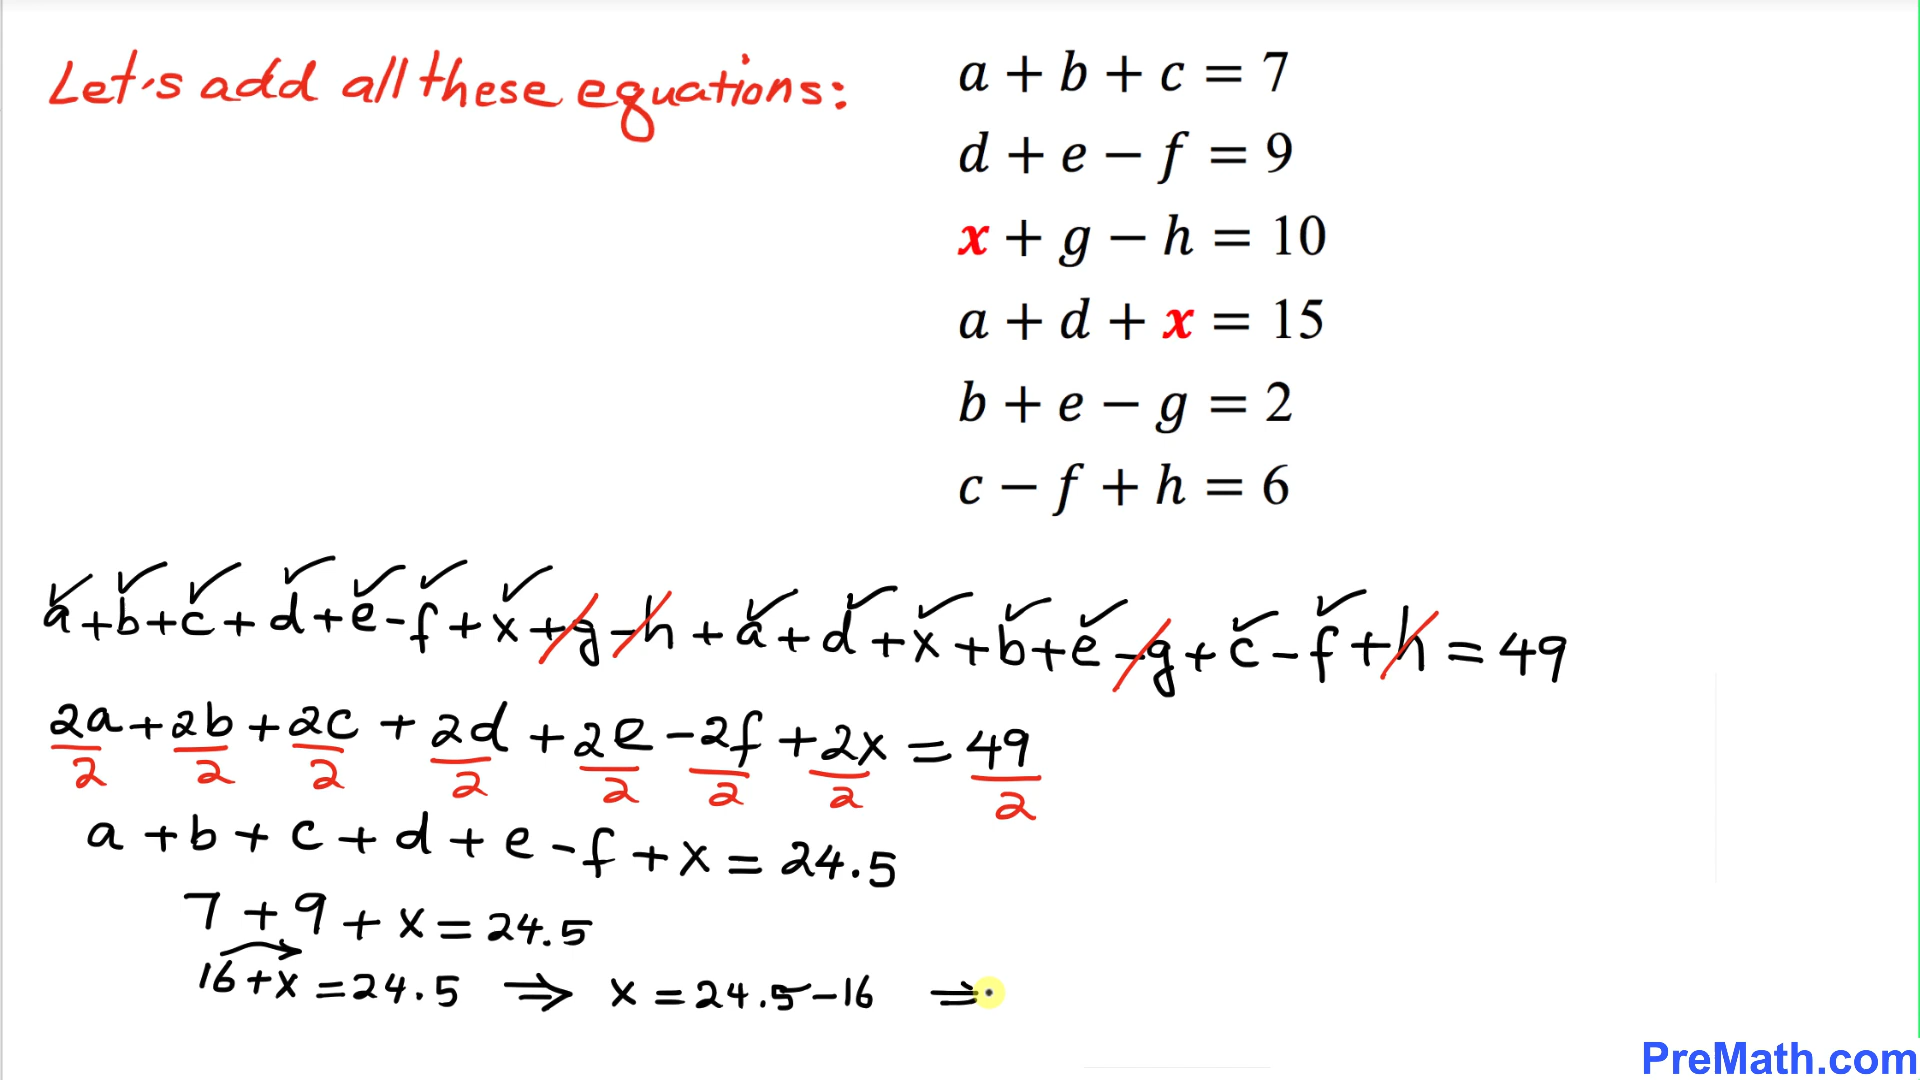 Let's add all these equations:
a + b + c = 7
d + e − f = 9
x + g − h = 10
a + d + x = 15
b + e − g = 2
c − f + h = 6
a+b+c+d+e-f+x+g-h+a+d+x+b+e-g+c-f+h=49
2a/2+2b/2+2c/2+2d/2+2e/2-2f/2+2x/2=49/2
a+b+c+d+e-f+x=24.5
7+9+x=24.5
16+x=24.5 ⇒ x=24.5-16 =
PreMath.com